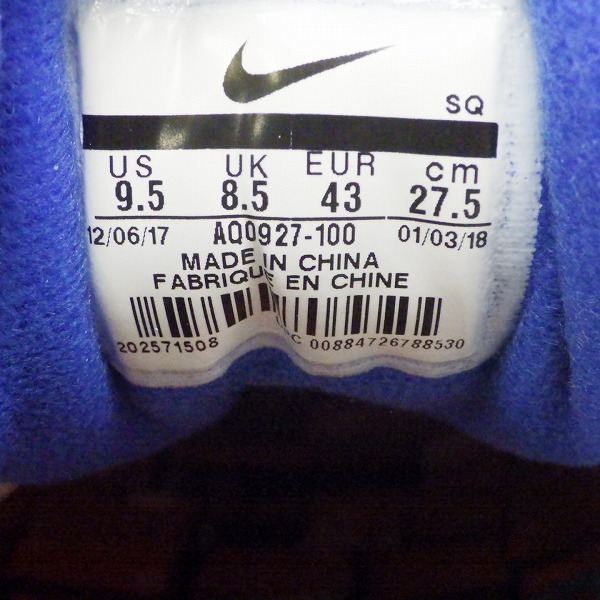 SQ
US UK EUR cm
9.5 8.5 43 27.5
12/06/17 AQ0927-100 01/03/18
MADE IN CHINA
FABRIQUE EN CHINE
202571508 00884726788530